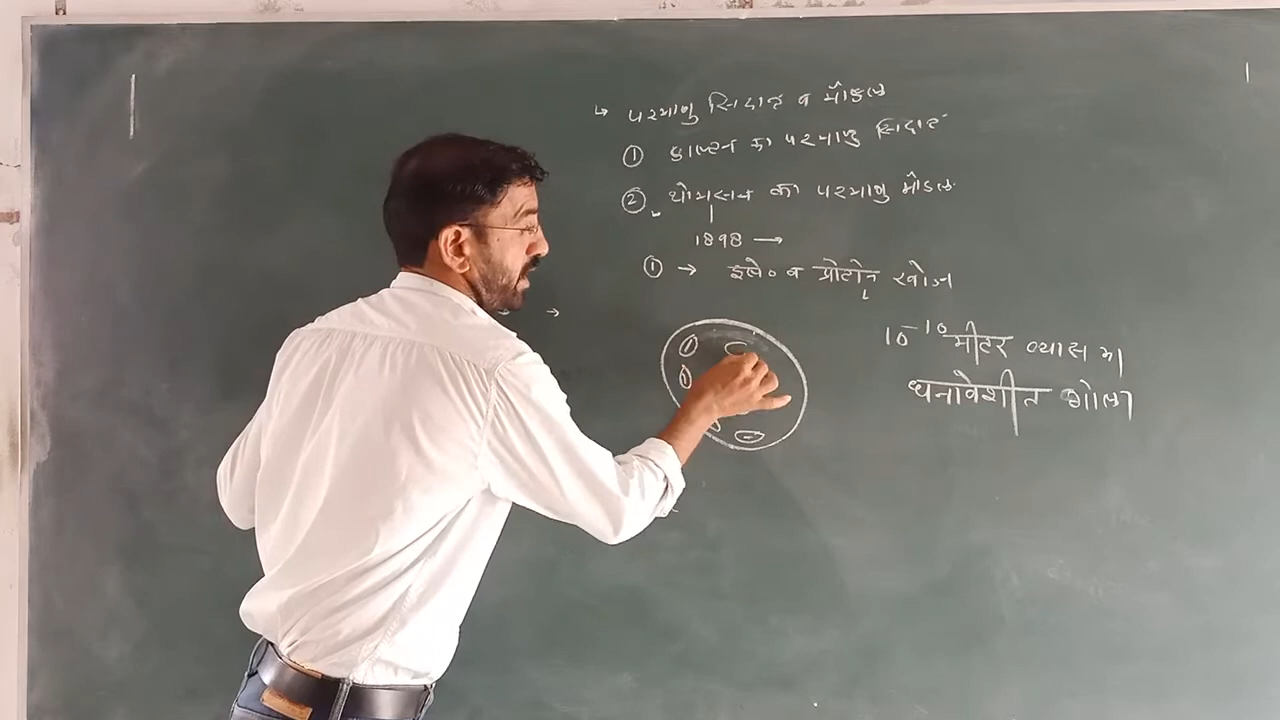 ↳ परमाणु सिदान्त व मॉडल
① डाल्टन का परमाणु सिदान्त
② थोमसन का परमाणु मॉडल
1898 →
① → इले० व प्रोटोन खोज
10⁻¹⁰ मीटर व्यास का
धनावेशीत गोला